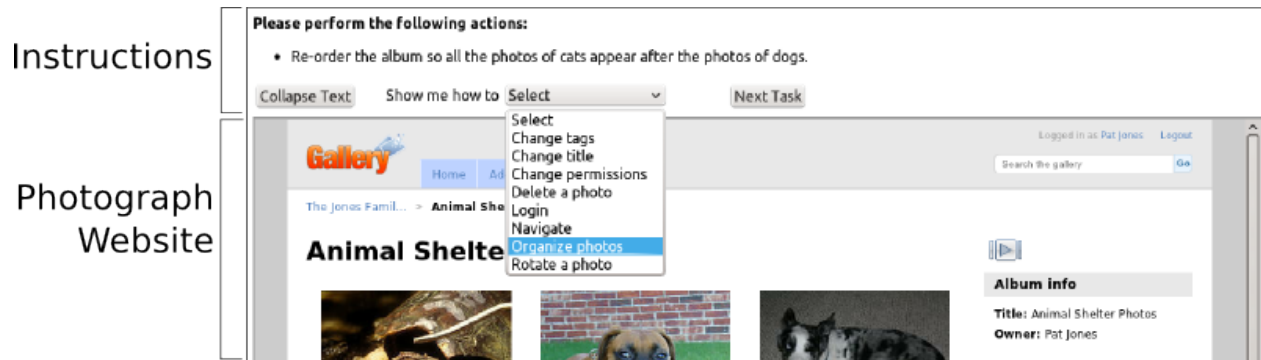 Instructions
Please perform the following actions:
• Re-order the album so all the photos of cats appear after the photos of dogs.
Collapse Text Show me how to Select Next Task
Select
Change tags
Change title
Change permissions
Delete a photo
Login
Navigate
Organize photos
Rotate a photo
Photograph
Website
Gallery
Home Ad
Logged in as Pat Jones Logout
Search the gallery Go
The Jones Famil... > Animal She
Animal Shelte
Album info
Title: Animal Shelter Photos
Owner: Pat Jones